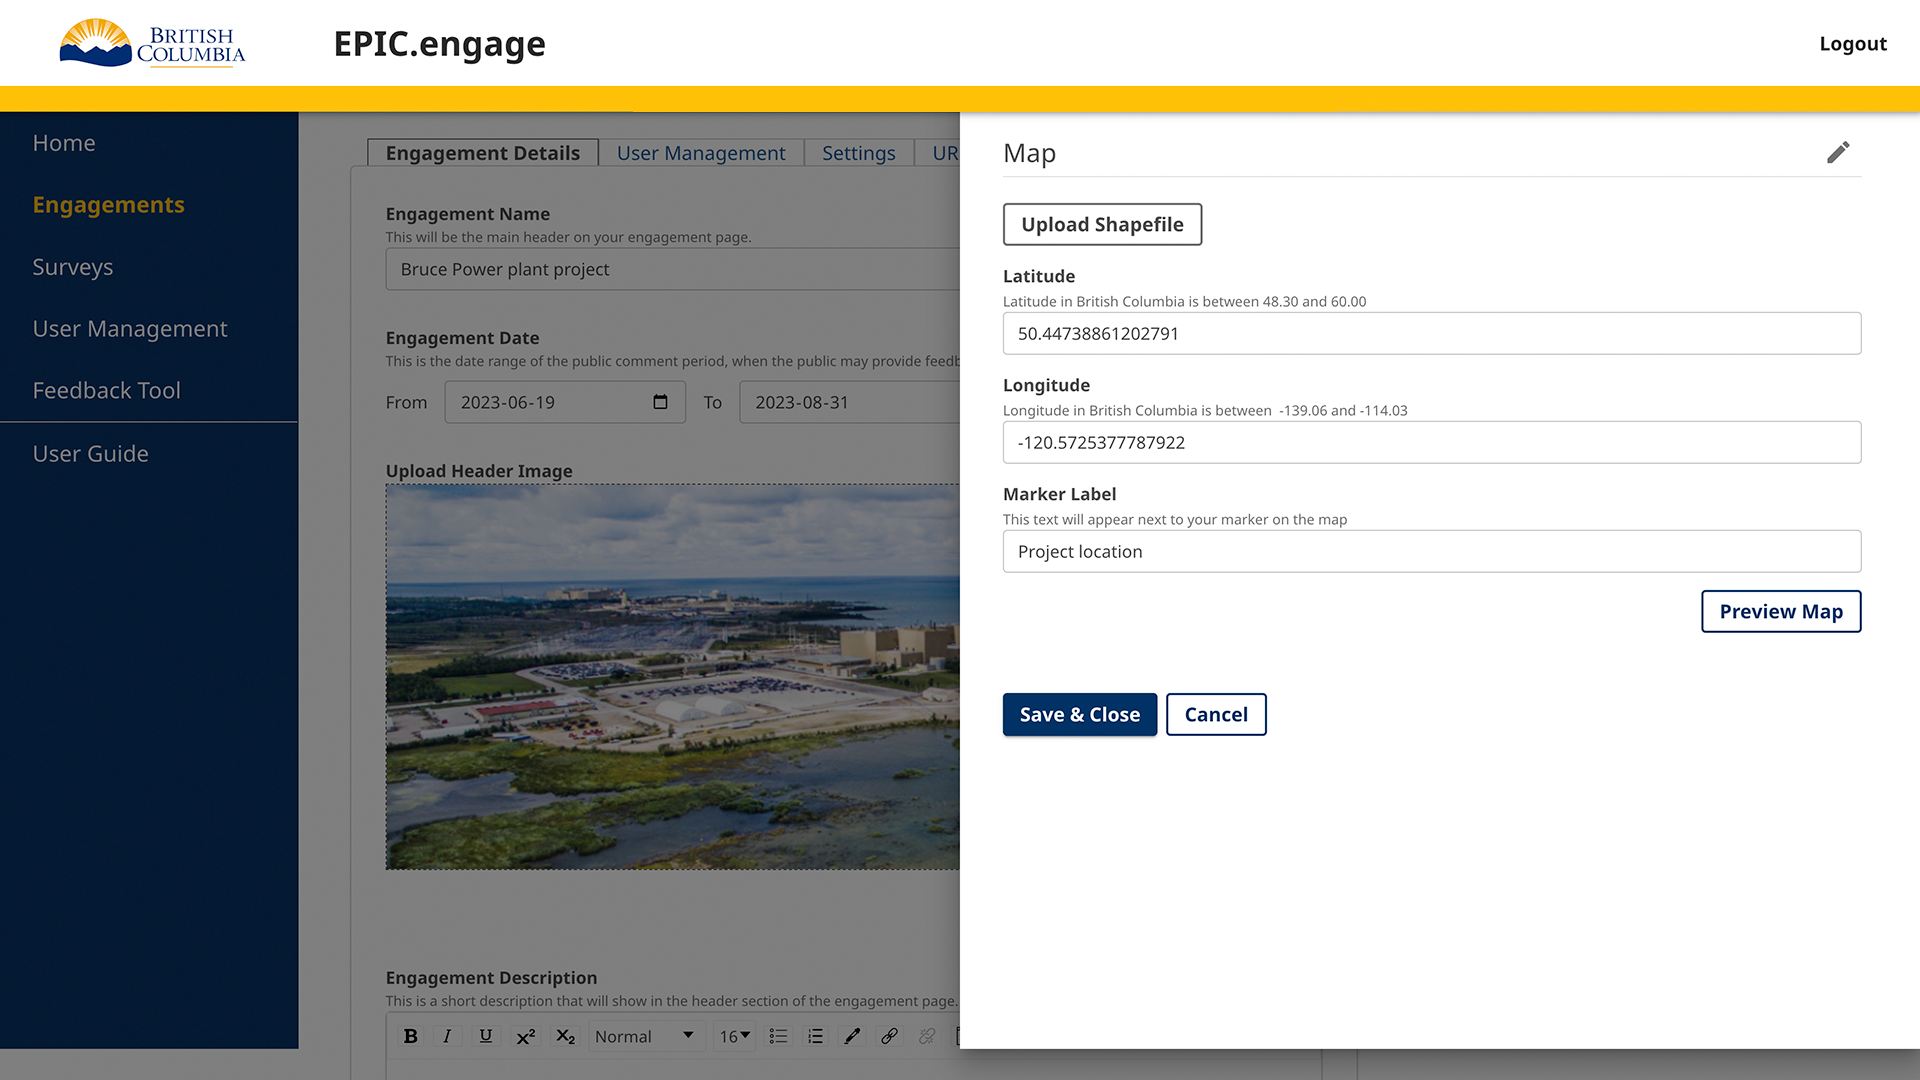 BRITISH
COLUMBIA
EPIC.engage
Logout
Home
Engagements
Surveys
User Management
Feedback Tool
User Guide
Engagement Details
User Management
Settings
UR
Engagement Name
This will be the main header on your engagement page.
Bruce Power plant project
Engagement Date
This is the date range of the public comment period, when the public may provide feedb
From 2023-06-19 To 2023-08-31
Upload Header Image
Engagement Description
This is a short description that will show in the header section of the engagement page.
B I U X² X₂ Normal 16
Map
Upload Shapefile
Latitude
Latitude in British Columbia is between 48.30 and 60.00
50.44738861202791
Longitude
Longitude in British Columbia is between -139.06 and -114.03
-120.5725377787922
Marker Label
This text will appear next to your marker on the map
Project location
Preview Map
Save & Close
Cancel